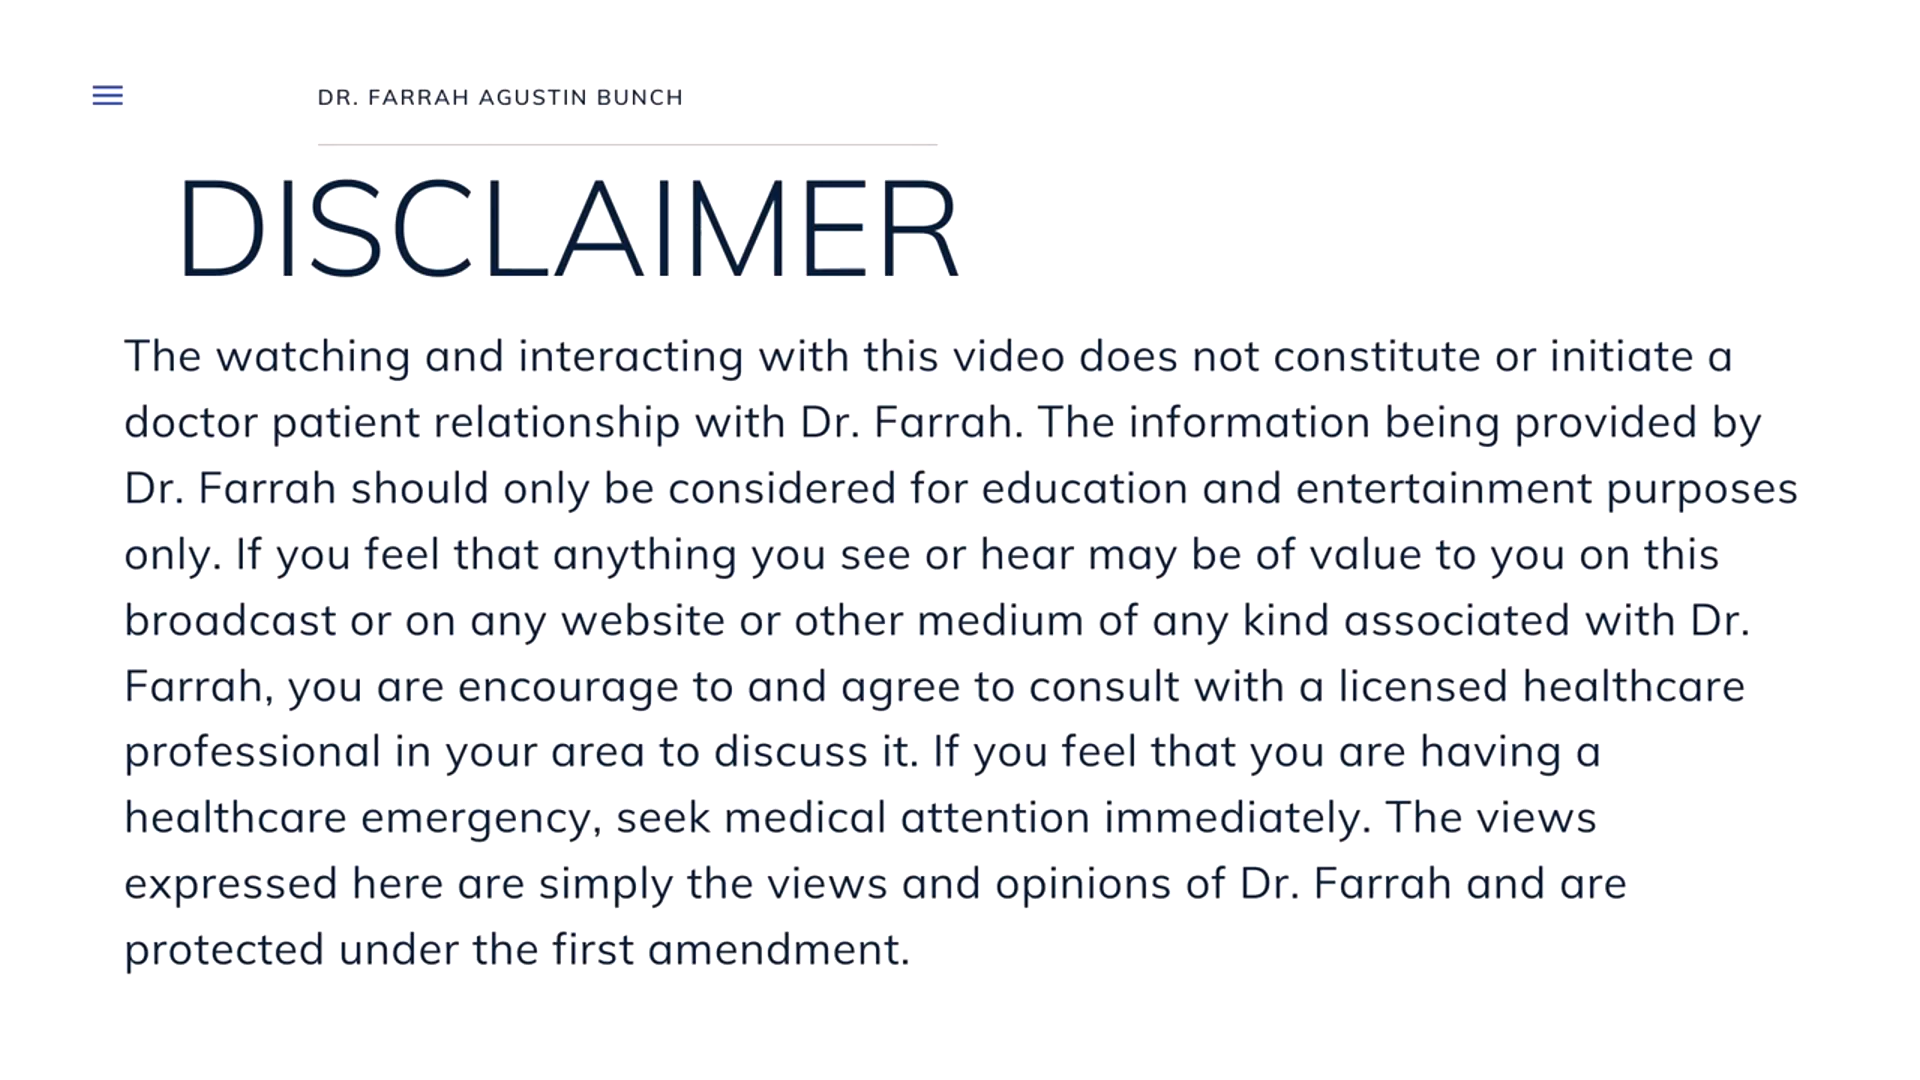 DR. FARRAH AGUSTIN BUNCH
DISCLAIMER
The watching and interacting with this video does not constitute or initiate a
doctor patient relationship with Dr. Farrah. The information being provided by
Dr. Farrah should only be considered for education and entertainment purposes
only. If you feel that anything you see or hear may be of value to you on this
broadcast or on any website or other medium of any kind associated with Dr.
Farrah, you are encourage to and agree to consult with a licensed healthcare
professional in your area to discuss it. If you feel that you are having a
healthcare emergency, seek medical attention immediately. The views
expressed here are simply the views and opinions of Dr. Farrah and are
protected under the first amendment.